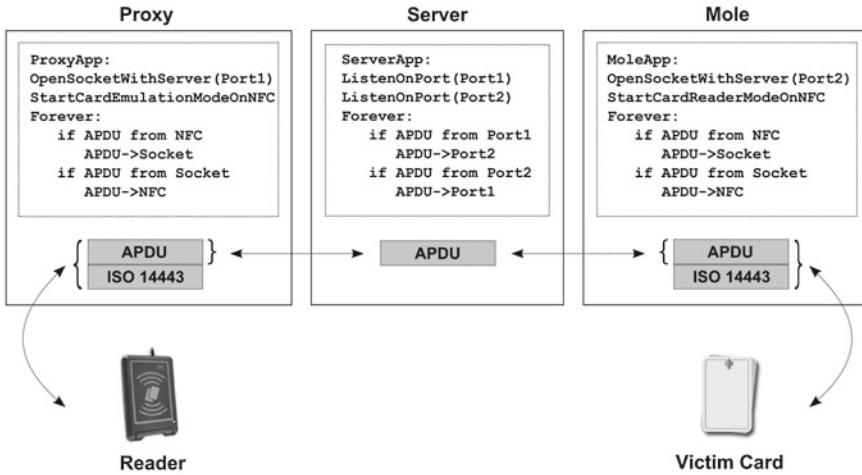 Proxy
ProxyApp:
OpenSocketWithServer(Port1)
StartCardEmulationModeOnNFC
Forever:
if APDU from NFC
APDU->Socket
if APDU from Socket
APDU->NFC
APDU
ISO 14443
Server
ServerApp:
ListenOnPort(Port1)
ListenOnPort(Port2)
Forever:
if APDU from Port1
APDU->Port2
if APDU from Port2
APDU->Port1
APDU
Mole
MoleApp:
OpenSocketWithServer(Port2)
StartCardReaderModeOnNFC
Forever:
if APDU from NFC
APDU->Socket
if APDU from Socket
APDU->NFC
APDU
ISO 14443
Reader
Victim Card